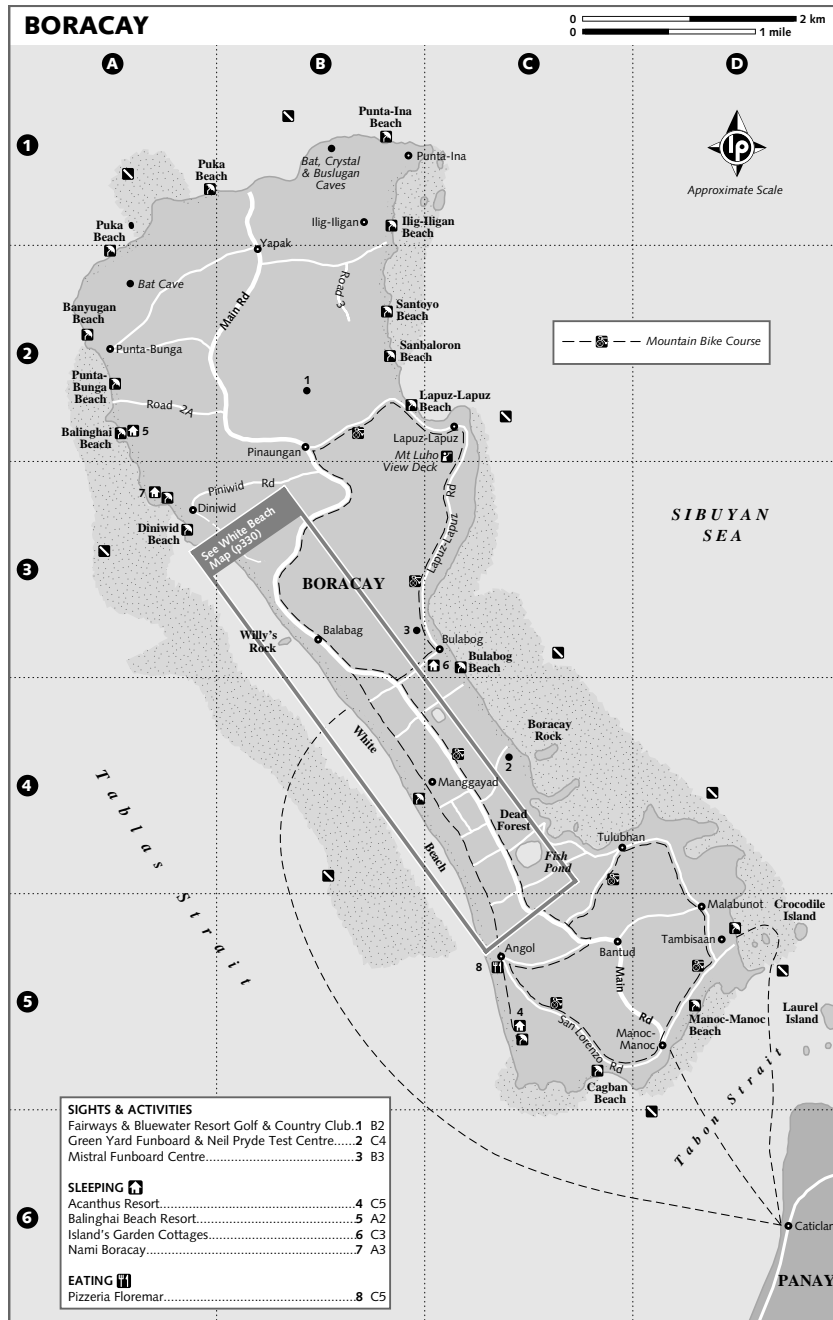 BORACAY
0 2 km
0 1 mile
A B C D
1
Punta-Ina
Beach
Punta-Ina
Bat, Crystal
& Buslugan
Caves
lp
Approximate Scale
Puka
Beach
Ilig-Iligan
Ilig-Iligan
Beach
Puka
Beach
Yapak
Bat Cave
Main Rd
Road 3
Santoyo
Beach
Banyugan
Beach
2
Punta-Bunga
Sanbaloron
Beach
Mountain Bike Course
Punta-
Bunga
Beach
1
Road 2A
Lapuz-Lapuz
Beach
Balinghai
Beach
5
Lapuz-Lapuz
Pinaungan
Mt Luho
View Deck
7
Piniwid Rd
Diniwid
Diniwid
Beach
See White Beach
Map (p330)
Lapuz-Lapuz Rd
SIBUYAN
SEA
3
BORACAY
Willy's
Rock
Balabag
3
Bulabog
6
Bulabog
Beach
White Beach
Boracay
Rock
2
4
Manggayad
Dead
Forest
Tulubhan
Fish
Pond
Tablas Strait
Malabunot
Crocodile
Island
Tambisaan
Angol
Bantud
8
5
Main Rd
4
San Lorenzo Rd
Manoc-
Manoc
Manoc-Manoc
Beach
Laurel
Island
Cagban
Beach
Tabon Strait
SIGHTS & ACTIVITIES
Fairways & Bluewater Resort Golf & Country Club.1 B2
Green Yard Funboard & Neil Pryde Test Centre.....2 C4
Mistral Funboard Centre...............................3 B3
SLEEPING
Acanthus Resort.......................................4 C5
Balinghai Beach Resort................................5 A2
Island's Garden Cottages..............................6 C3
Nami Boracay..........................................7 A3
EATING
Pizzeria Floremar.....................................8 C5
6
Caticlan
PANAY